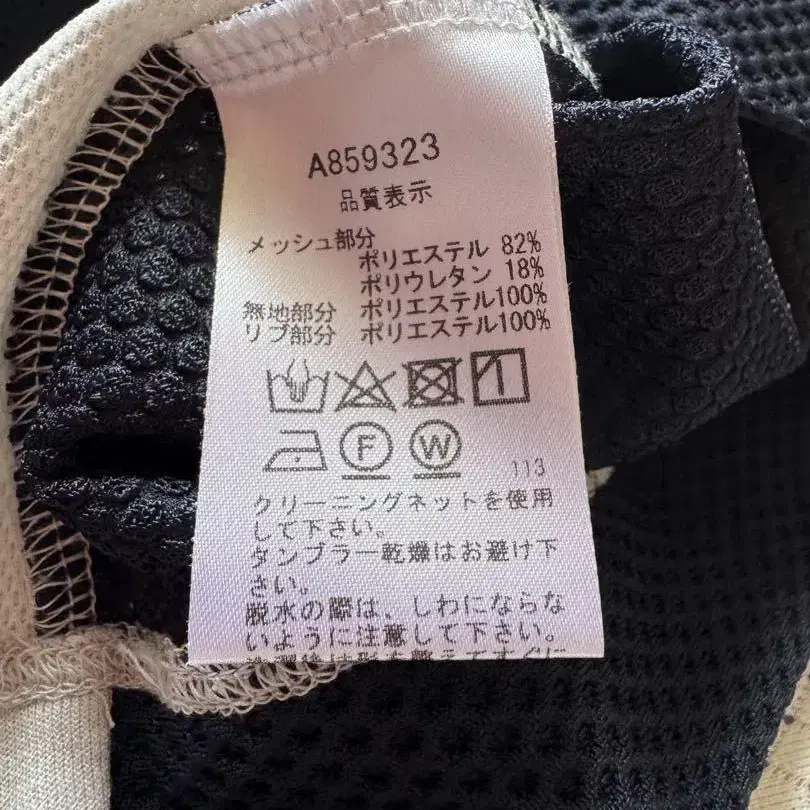 A859323
品質表示
メッシュ部分
ポリエステル 82%
ポリウレタン 18%
無地部分 ポリエステル100%
リブ部分 ポリエステル100%
F W
113
クリーニングネットを使用
して下さい。
タンブラー乾燥はお避け下
さい。
脱水の際は、しわにならな
いように注意して下さい。